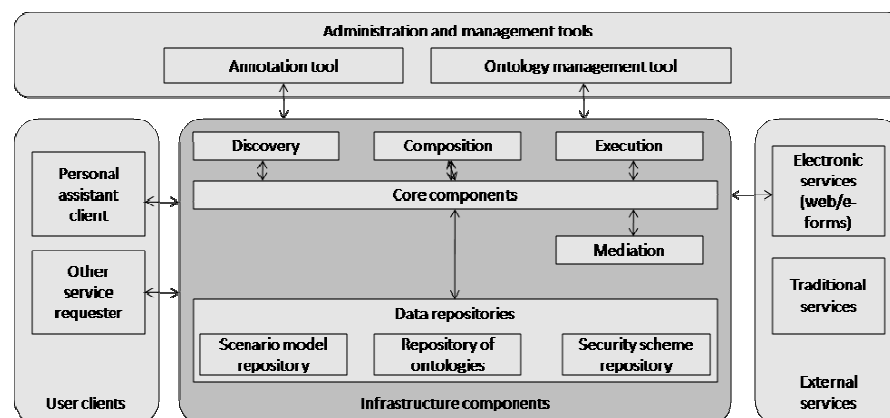 Administration and management tools
Annotation tool
Ontology management tool
Personal
assistant
client
Other
service
requester
User clients
Discovery
Composition
Execution
Core components
Mediation
Data repositories
Scenario model
repository
Repository of
ontologies
Security scheme
repository
Infrastructure components
Electronic
services
(web/e-
forms)
Traditional
services
External
services